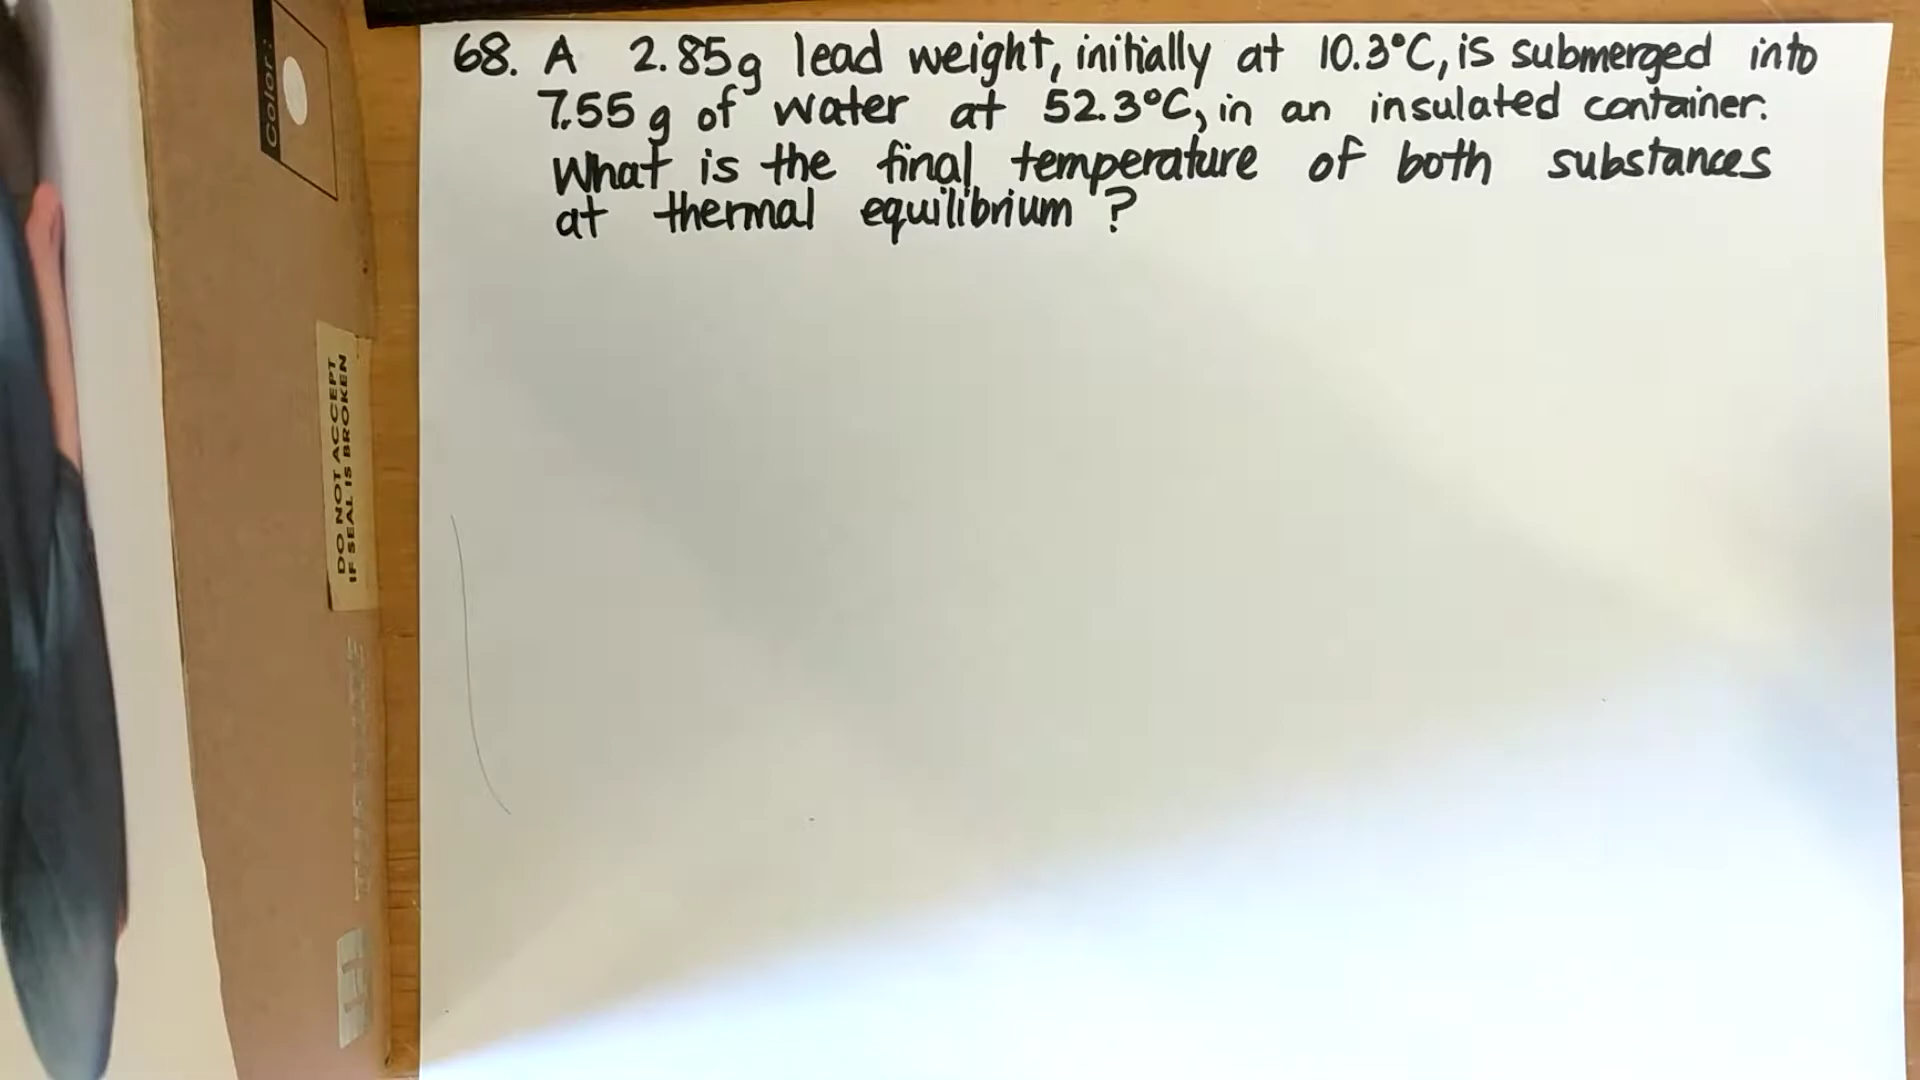 Color:
DO NOT ACCEPT
IF SEAL IS BROKEN
68. A 2.85g lead weight, initially at 10.3°C, is submerged into
7.55 g of water at 52.3°C, in an insulated container.
What is the final temperature of both substances
at thermal equilibrium ?